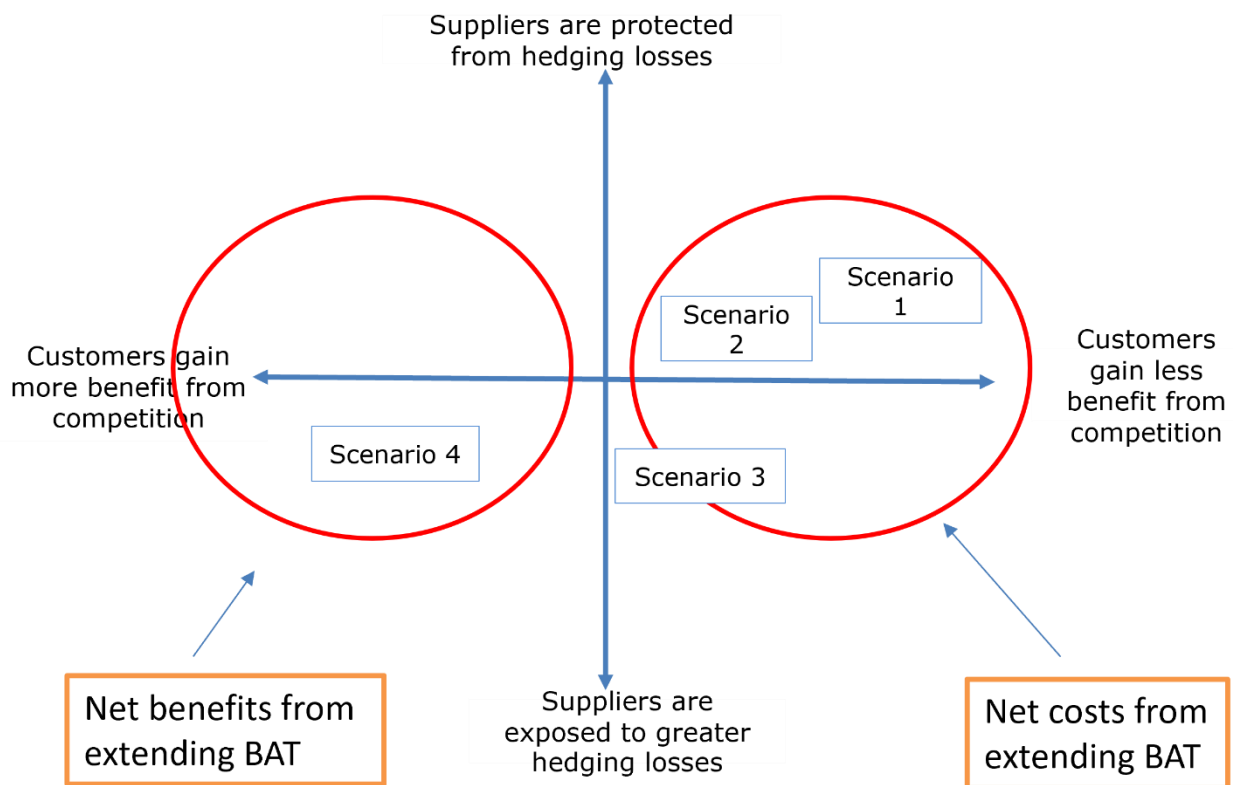 Suppliers are protected
from hedging losses
Scenario
1
Scenario
2
Customers gain
more benefit from
competition
Customers
gain less
benefit from
competition
Scenario 4
Scenario 3
Net benefits from
extending BAT
Suppliers are
exposed to greater
hedging losses
Net costs from
extending BAT